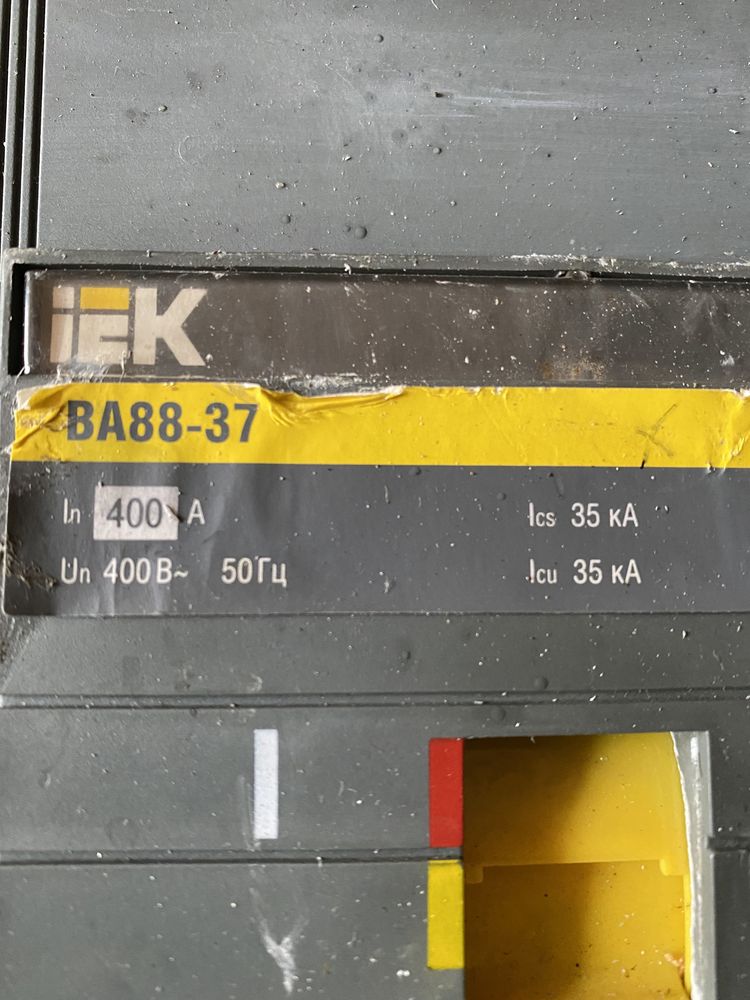 iEK
ВА88-37
In 400 А Ics 35 кА
Un 400 В~ 50Гц Icu 35 кА